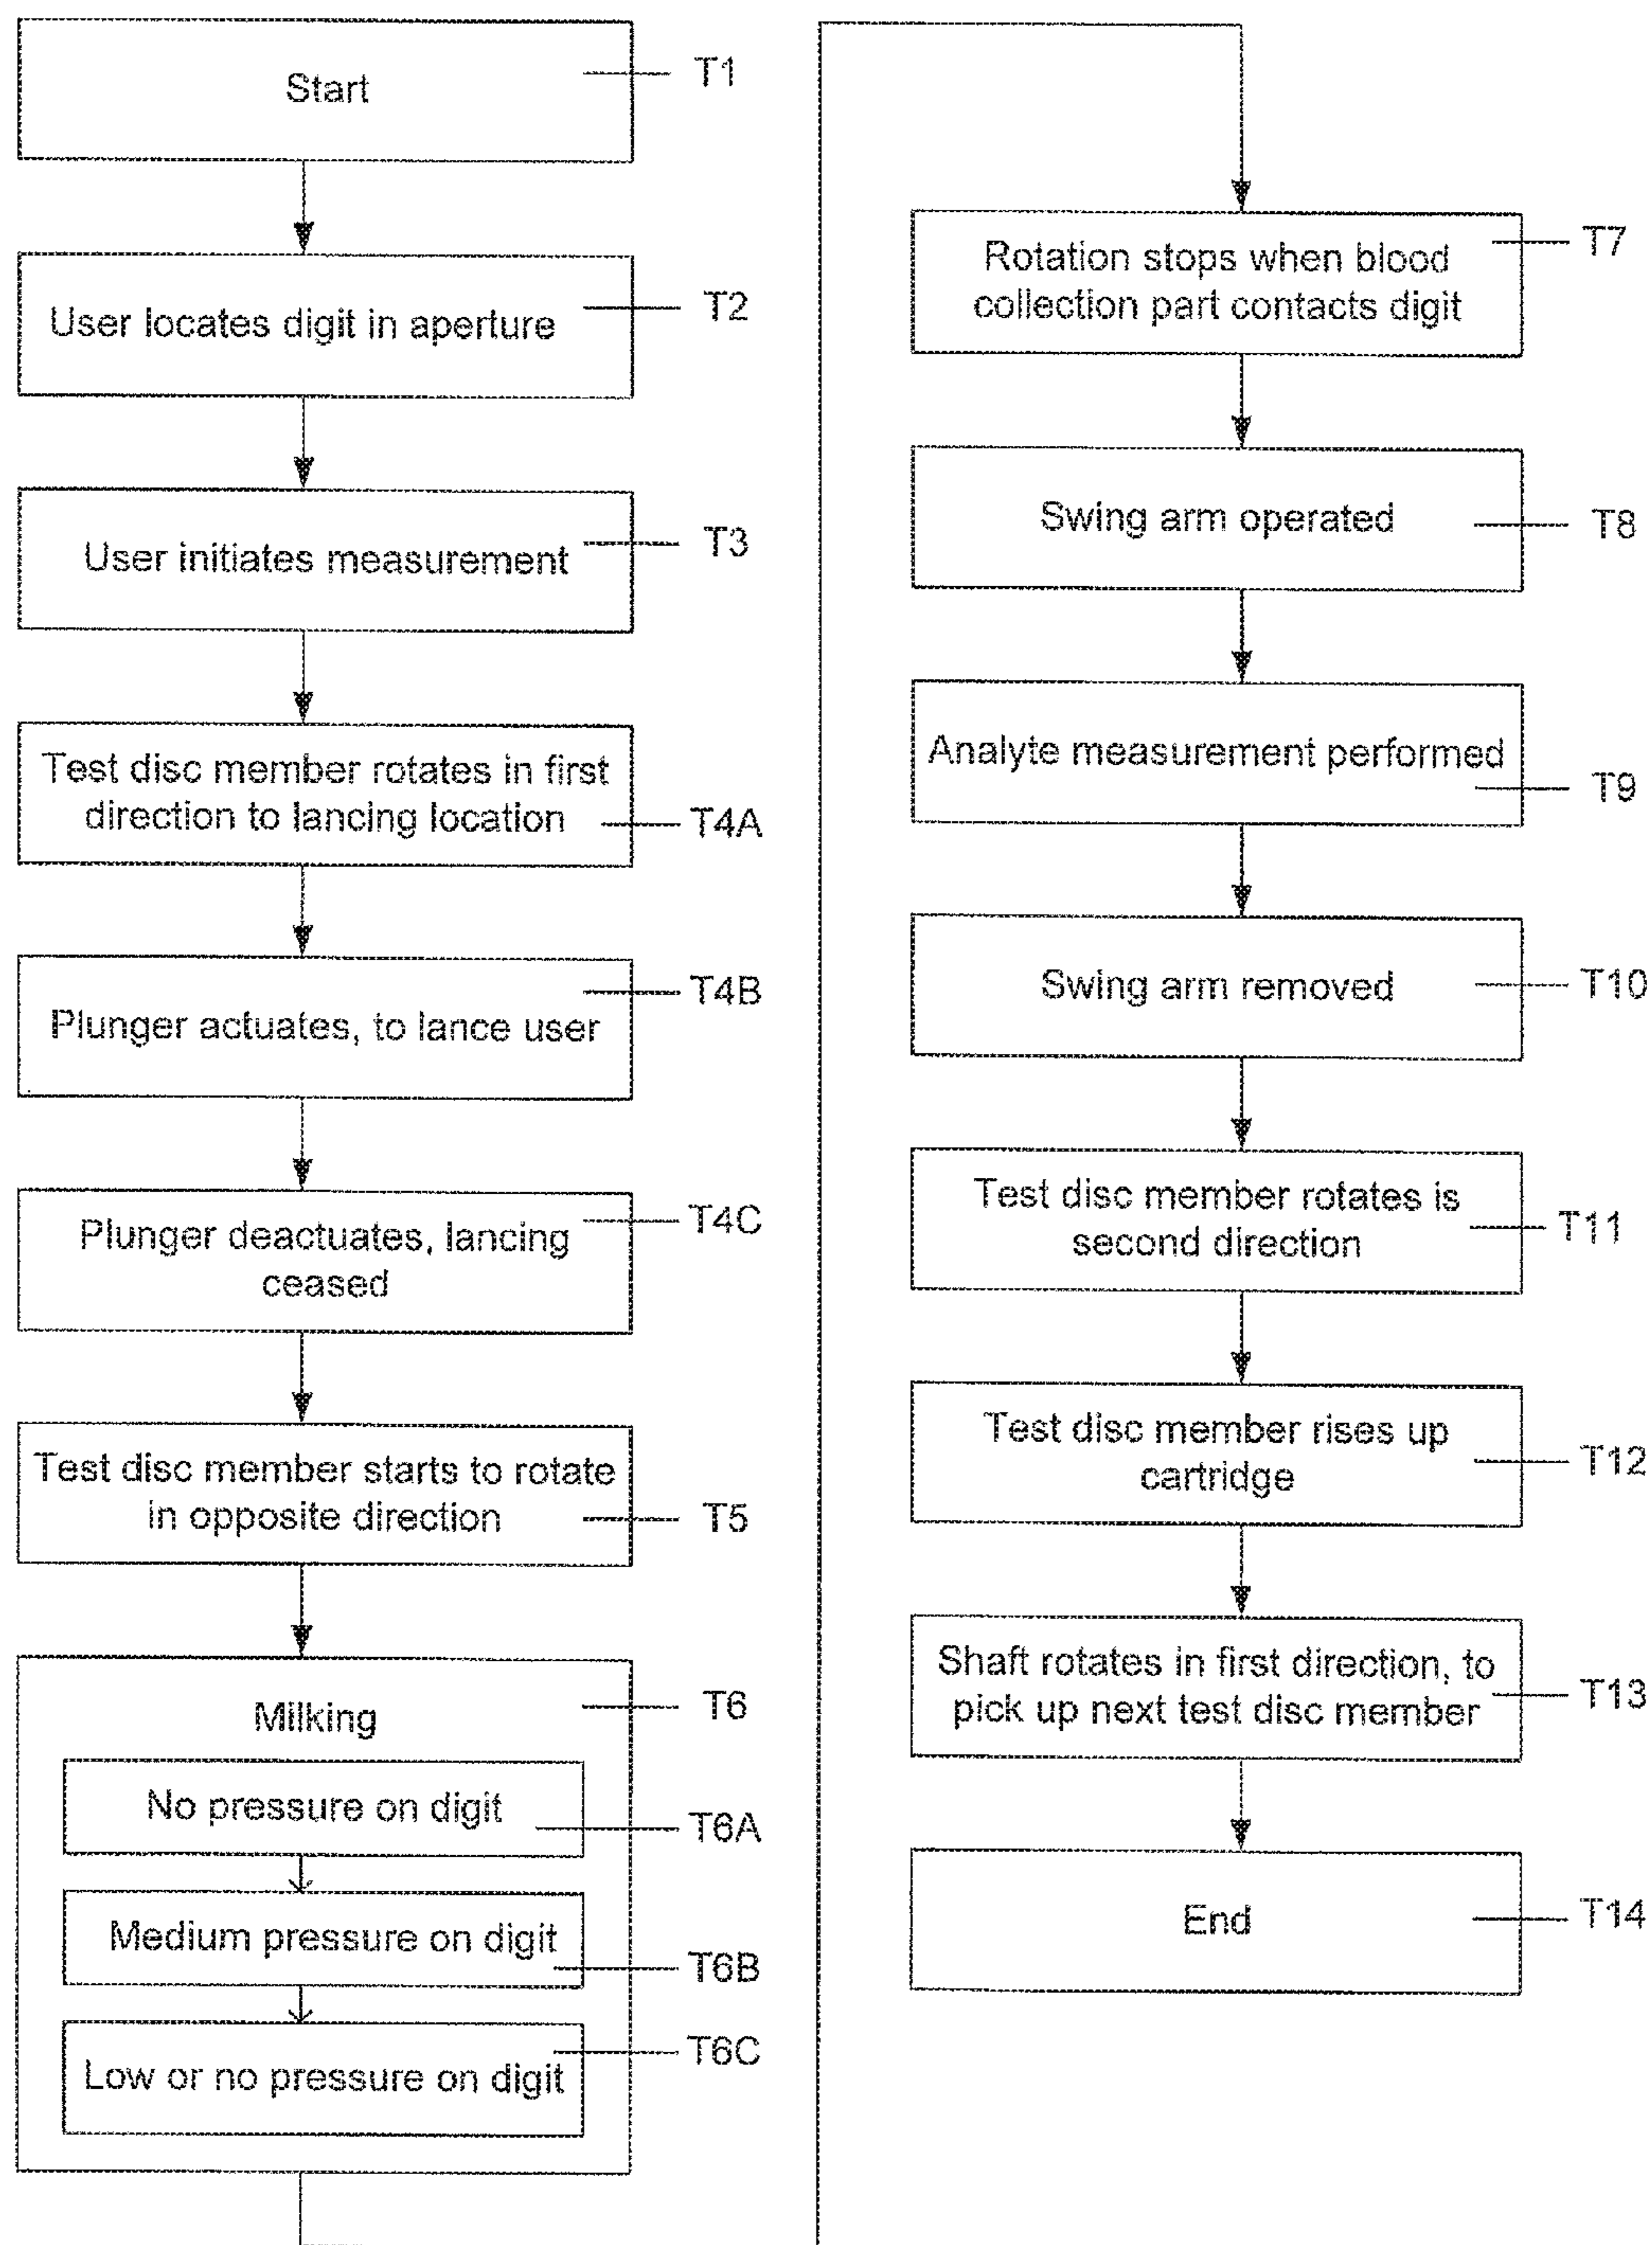 Start
T1
User locates digit in aperture
T2
User initiates measurement
T3
Test disc member rotates in first
direction to lancing location
T4A
Plunger actuates, to lance user
T4B
Plunger deactuates, lancing
ceased
T4C
Test disc member starts to rotate
in opposite direction
T5
Milking
T6
No pressure on digit
T6A
Medium pressure on digit
T6B
Low or no pressure on digit
T6C
Rotation stops when blood
collection part contacts digit
T7
Swing arm operated
T8
Analyte measurement performed
T9
Swing arm removed
T10
Test disc member rotates is
second direction
T11
Test disc member rises up
cartridge
T12
Shaft rotates in first direction, to
pick up next test disc member
T13
End
T14